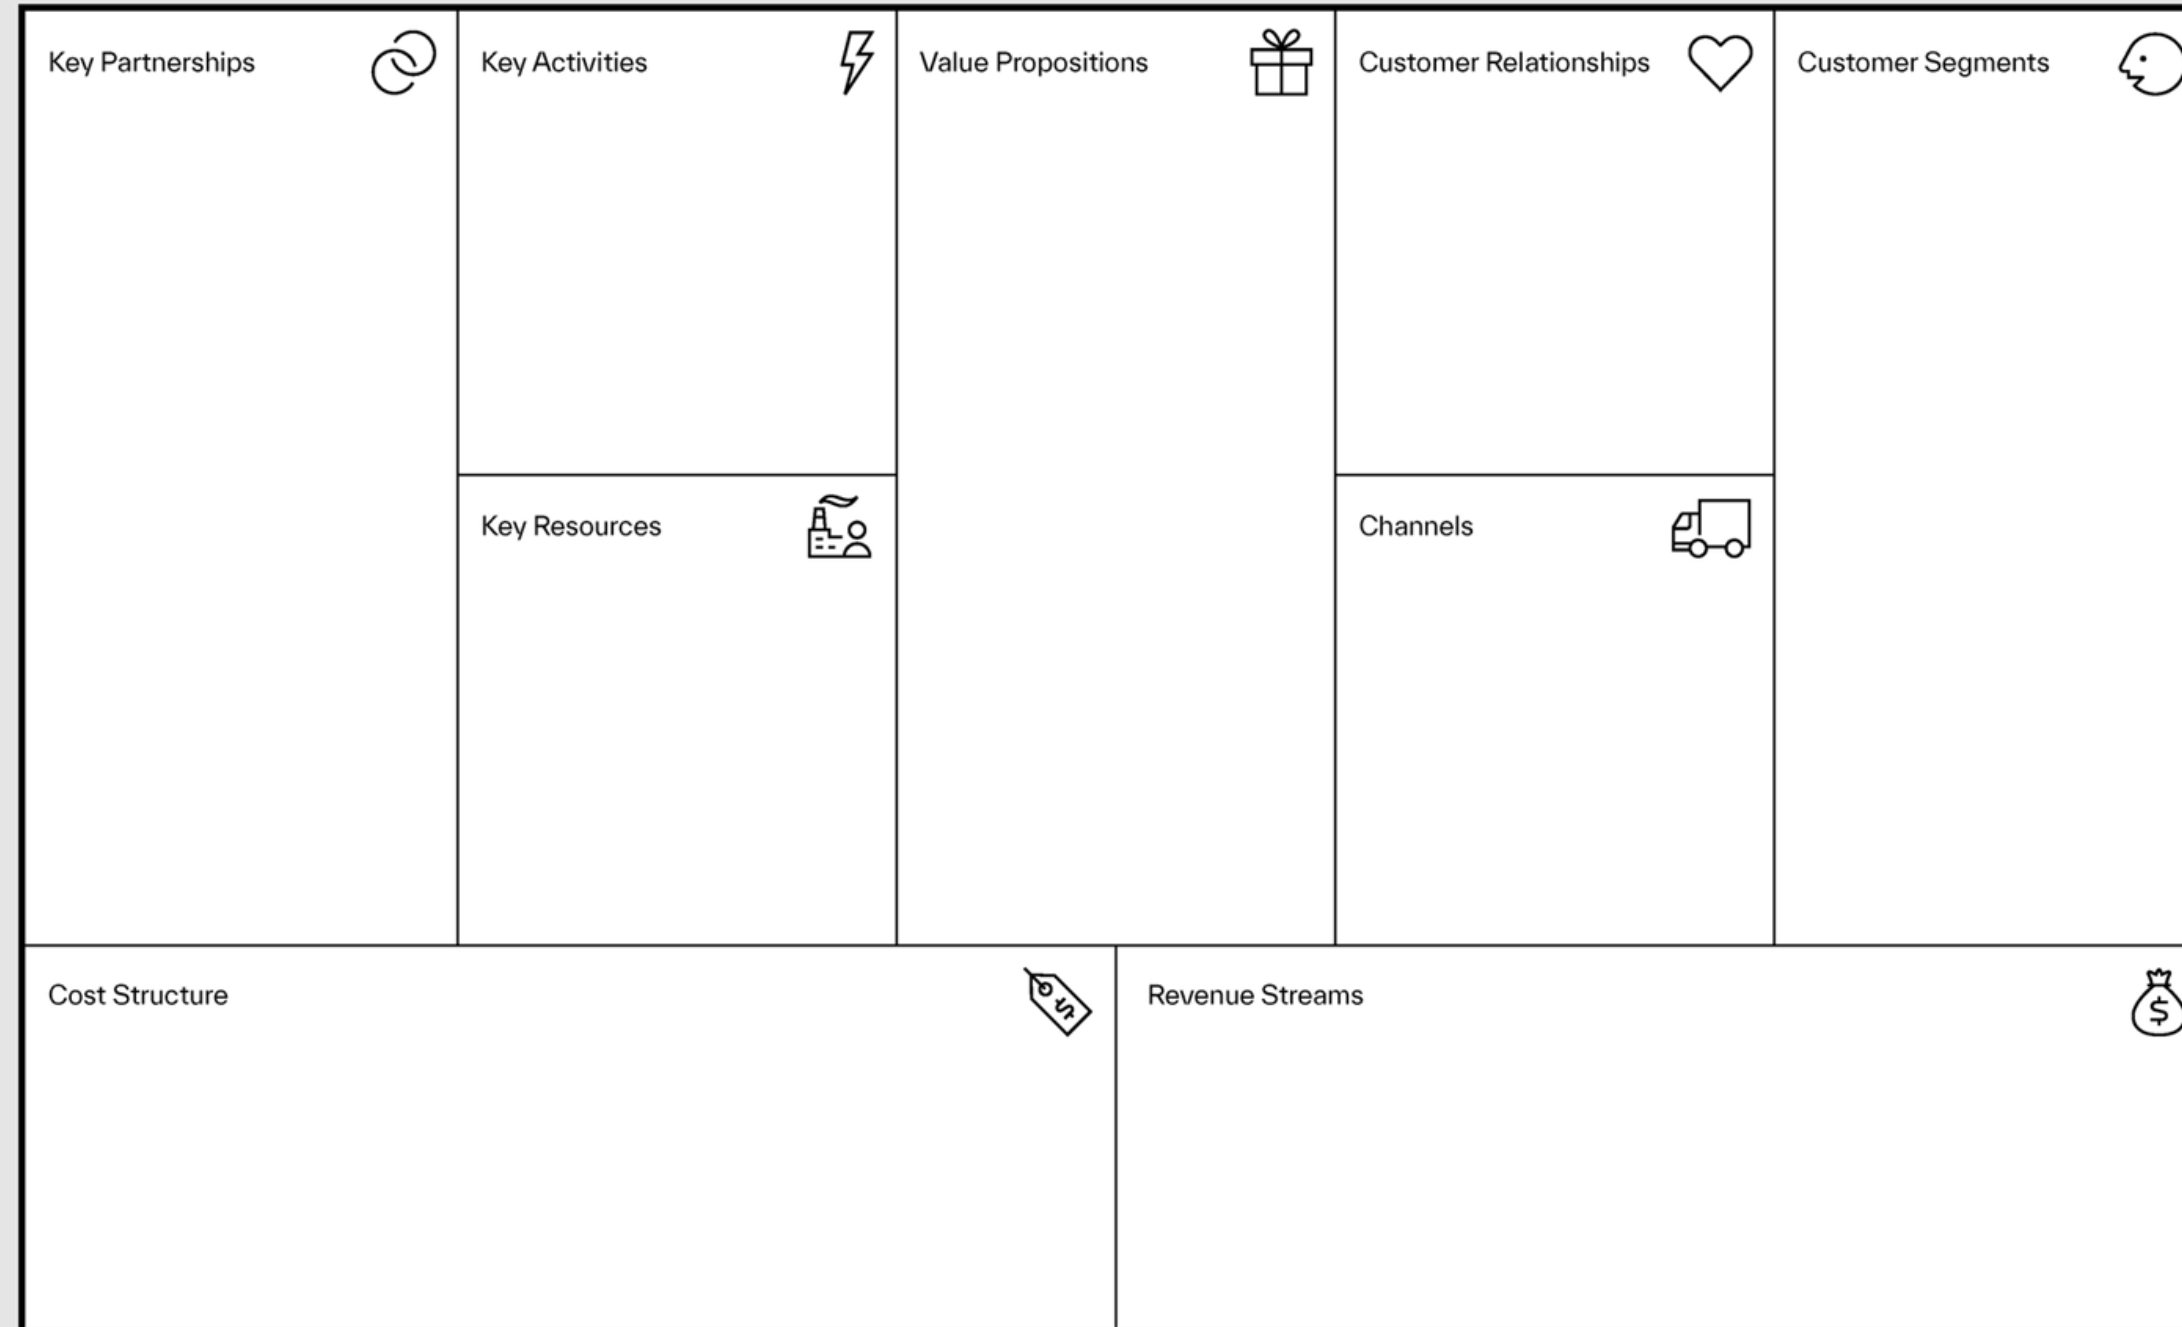 Key Partnerships
Key Activities
Value Propositions
Customer Relationships
Customer Segments
Key Resources
Channels
Cost Structure
$
Revenue Streams
$